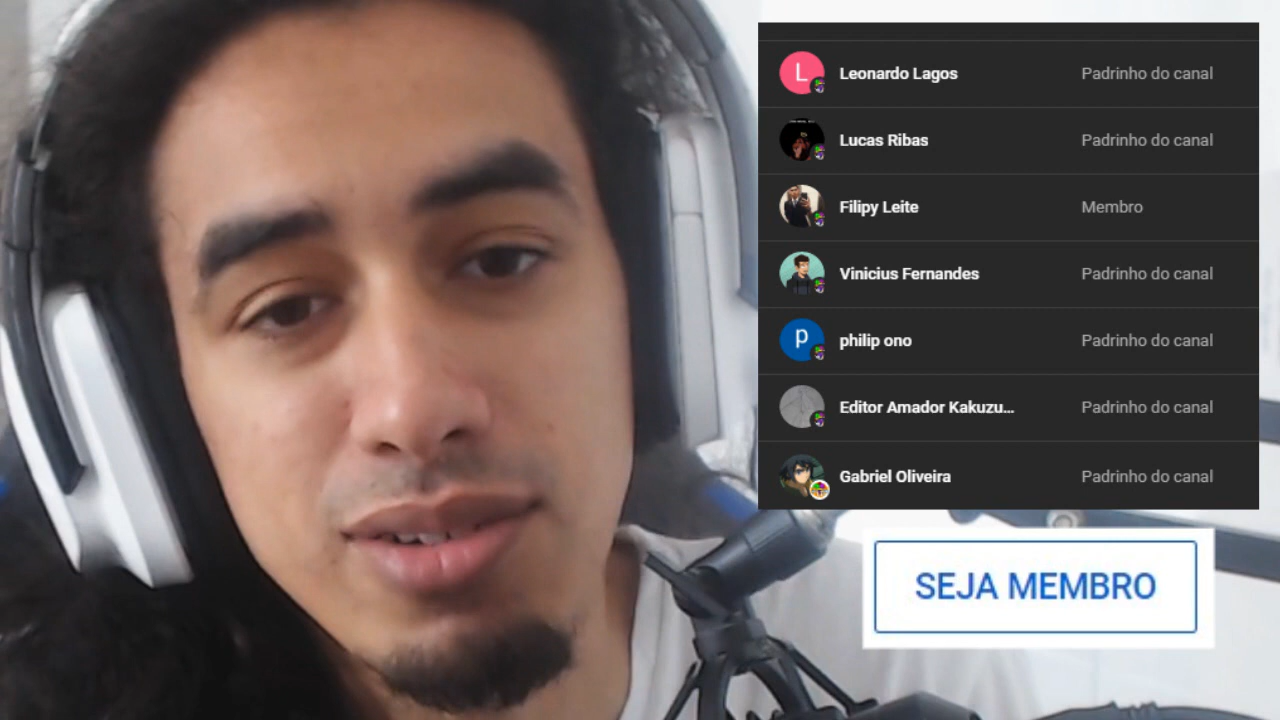 L
Leonardo Lagos Padrinho do canal
Lucas Ribas Padrinho do canal
Filipy Leite Membro
Vinicius Fernandes Padrinho do canal
p
philip ono Padrinho do canal
Editor Amador Kakuzu... Padrinho do canal
Gabriel Oliveira Padrinho do canal
SEJA MEMBRO